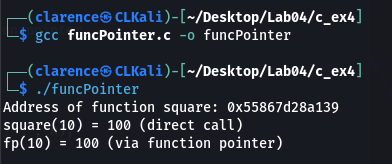 ┌──(clarence㉿CLKali)-[~/Desktop/Lab04/c_ex4]
└─$ gcc funcPointer.c -o funcPointer
┌──(clarence㉿CLKali)-[~/Desktop/Lab04/c_ex4]
└─$ ./funcPointer
Address of function square: 0x55867d28a139
square(10) = 100 (direct call)
fp(10) = 100 (via function pointer)